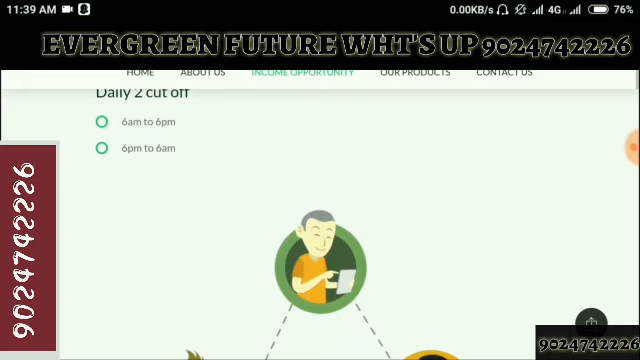 11:39 AM 0.00KB/s 4G 76%
EVERGREEN FUTURE WHT'S UP 9024742226
HOME ABOUT US INCOME OPPORTUNITY OUR PRODUCTS CONTACT US
Daily 2 cut off
6am to 6pm
6pm to 6am
9024742226
9024742226